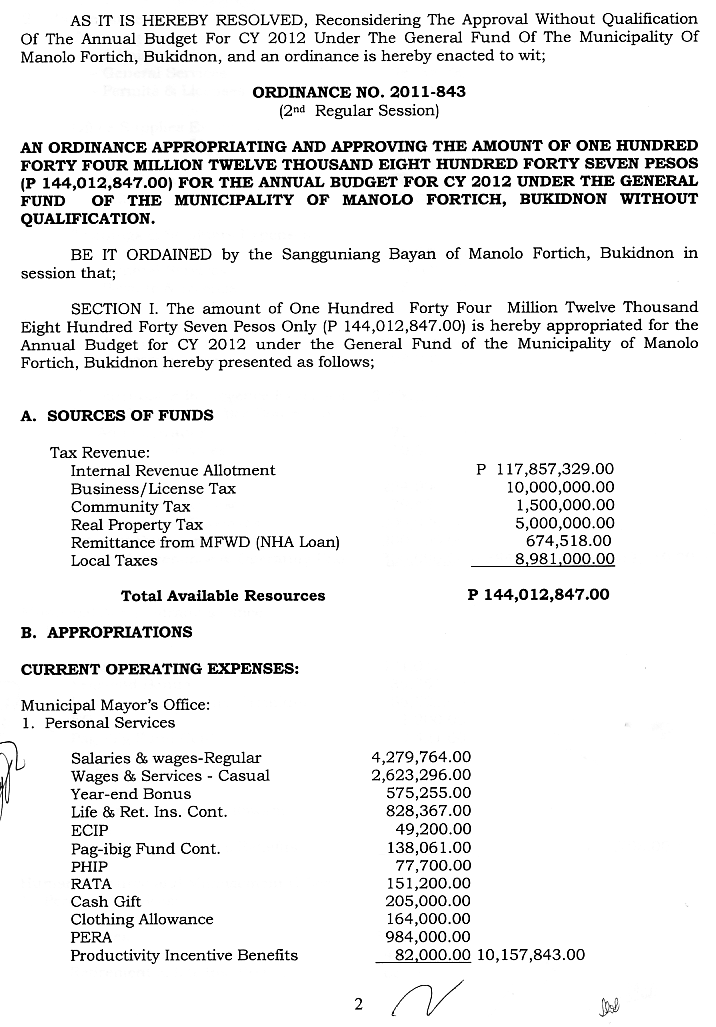 AS IT IS HEREBY RESOLVED, Reconsidering The Approval Without Qualification
Of The Annual Budget For CY 2012 Under The General Fund Of The Municipality Of
Manolo Fortich, Bukidnon, and an ordinance is hereby enacted to wit;
ORDINANCE NO. 2011-843
(2nd Regular Session)
AN ORDINANCE APPROPRIATING AND APPROVING THE AMOUNT OF ONE HUNDRED
FORTY FOUR MILLION TWELVE THOUSAND EIGHT HUNDRED FORTY SEVEN PESOS
(P 144,012,847.00) FOR THE ANNUAL BUDGET FOR CY 2012 UNDER THE GENERAL
FUND OF THE MUNICIPALITY OF MANOLO FORTICH, BUKIDNON WITHOUT
QUALIFICATION.
BE IT ORDAINED by the Sangguniang Bayan of Manolo Fortich, Bukidnon in
session that;
SECTION I. The amount of One Hundred Forty Four Million Twelve Thousand
Eight Hundred Forty Seven Pesos Only (P 144,012,847.00) is hereby appropriated for the
Annual Budget for CY 2012 under the General Fund of the Municipality of Manolo
Fortich, Bukidnon hereby presented as follows;
A. SOURCES OF FUNDS
Tax Revenue:
Internal Revenue Allotment P 117,857,329.00
Business/License Tax 10,000,000.00
Community Tax 1,500,000.00
Real Property Tax 5,000,000.00
Remittance from MFWD (NHA Loan) 674,518.00
Local Taxes 8,981,000.00
Total Available Resources P 144,012,847.00
B. APPROPRIATIONS
CURRENT OPERATING EXPENSES:
Municipal Mayor's Office:
1. Personal Services
Salaries & wages-Regular 4,279,764.00
Wages & Services - Casual 2,623,296.00
Year-end Bonus 575,255.00
Life & Ret. Ins. Cont. 828,367.00
ECIP 49,200.00
Pag-ibig Fund Cont. 138,061.00
PHIP 77,700.00
RATA 151,200.00
Cash Gift 205,000.00
Clothing Allowance 164,000.00
PERA 984,000.00
Productivity Incentive Benefits 82,000.00 10,157,843.00
2